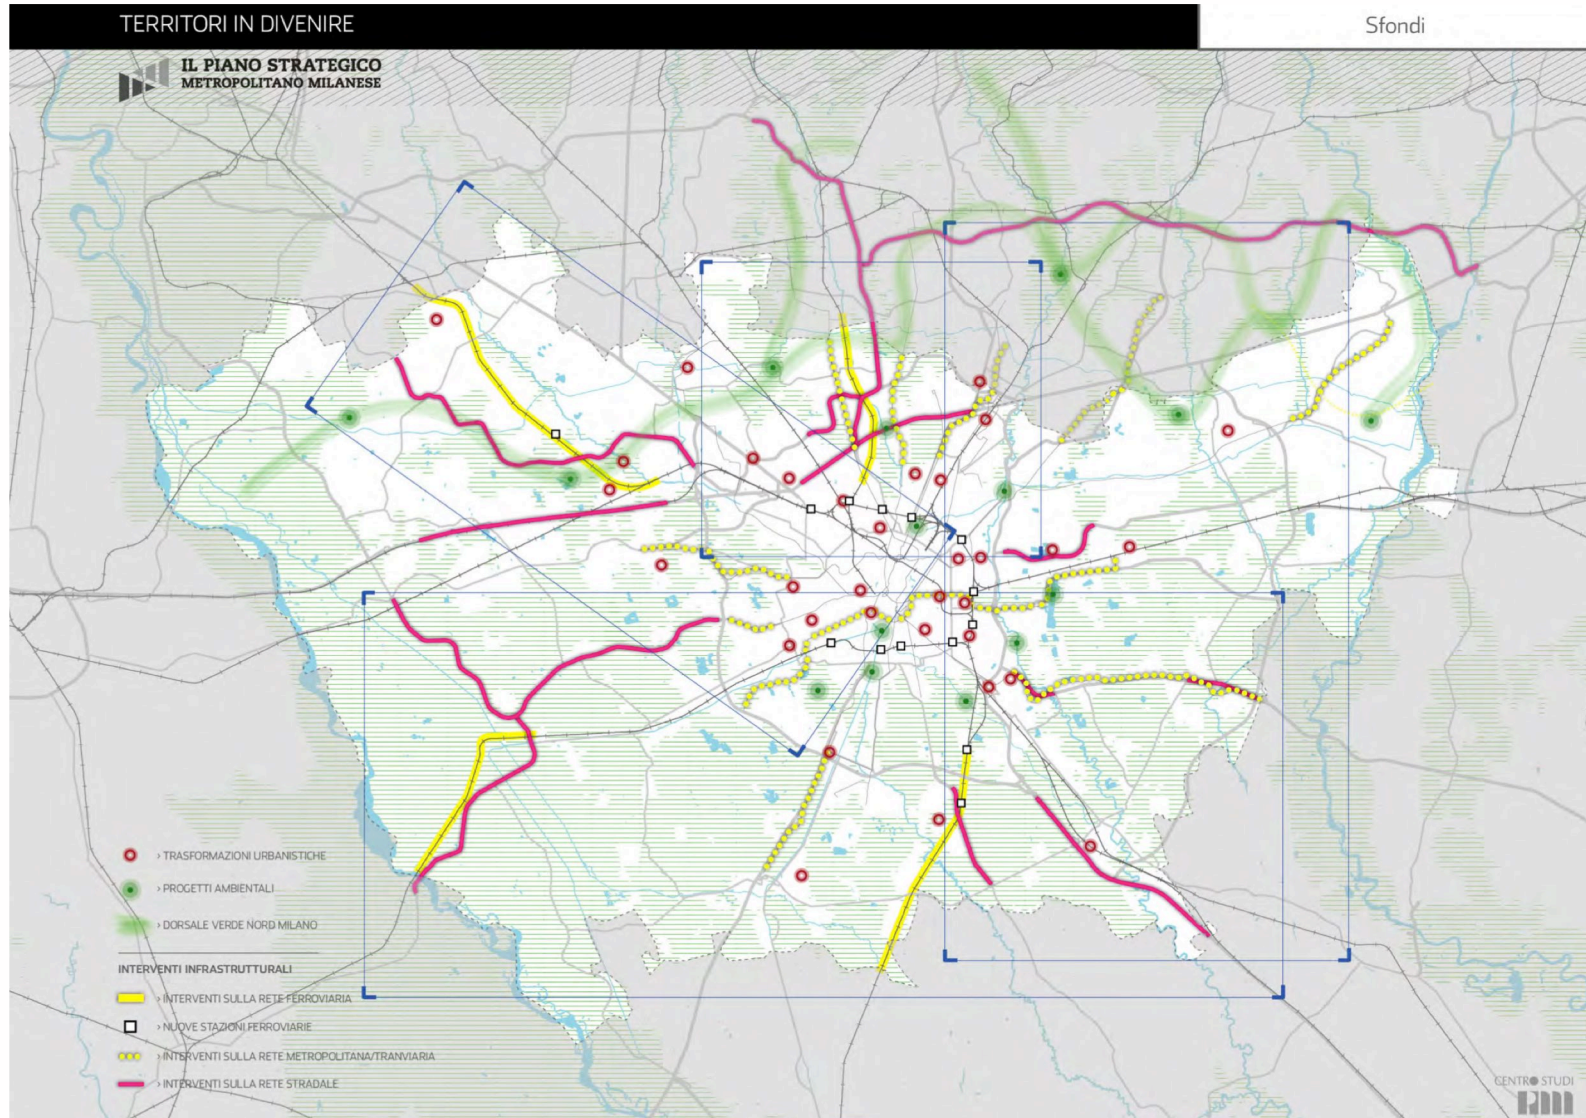 TERRITORI IN DIVENIRE
Sfondi
IL PIANO STRATEGICO
METROPOLITANO MILANESE
› TRASFORMAZIONI URBANISTICHE
› PROGETTI AMBIENTALI
› DORSALE VERDE NORD MILANO
INTERVENTI INFRASTRUTTURALI
› INTERVENTI SULLA RETE FERROVIARIA
› NUOVE STAZIONI FERROVIARIE
› INTERVENTI SULLA RETE METROPOLITANA/TRANVIARIA
› INTERVENTI SULLA RETE STRADALE
CENTRO STUDI
PIM